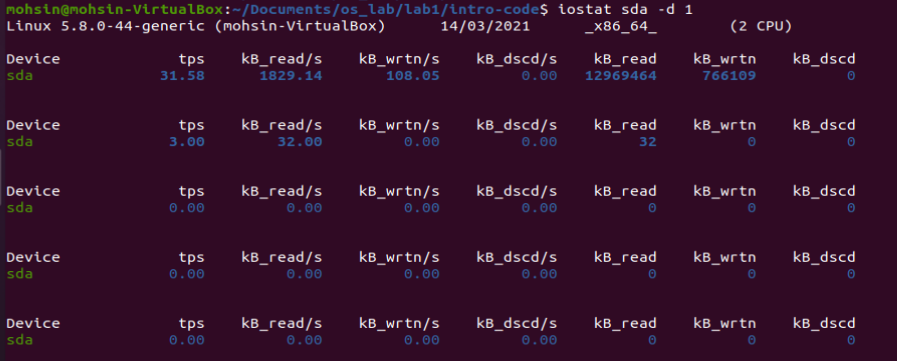 mohsin@mohsin-VirtualBox:~/Documents/os_lab/lab1/intro-code$ iostat sda -d 1
Linux 5.8.0-44-generic (mohsin-VirtualBox) 14/03/2021 _x86_64_ (2 CPU)
Device tps kB_read/s kB_wrtn/s kB_dscd/s kB_read kB_wrtn kB_dscd
sda 31.58 1829.14 108.05 0.00 12969464 766109 0
Device tps kB_read/s kB_wrtn/s kB_dscd/s kB_read kB_wrtn kB_dscd
sda 3.00 32.00 0.00 0.00 32 0 0
Device tps kB_read/s kB_wrtn/s kB_dscd/s kB_read kB_wrtn kB_dscd
sda 0.00 0.00 0.00 0.00 0 0 0
Device tps kB_read/s kB_wrtn/s kB_dscd/s kB_read kB_wrtn kB_dscd
sda 0.00 0.00 0.00 0.00 0 0 0
Device tps kB_read/s kB_wrtn/s kB_dscd/s kB_read kB_wrtn kB_dscd
sda 0.00 0.00 0.00 0.00 0 0 0